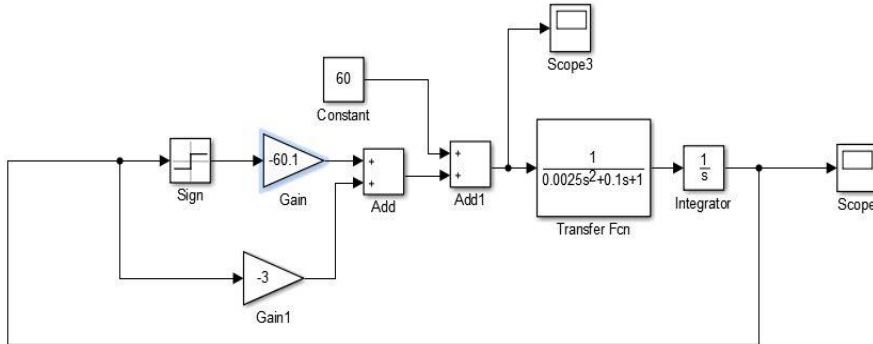 Scope3
60
Constant
+
+
-60.1
Sign
Gain
+
+
Add
Add1
1
0.0025s²+0.1s+1
Transfer Fcn
1
s
Integrator
Scope
-3
Gain1